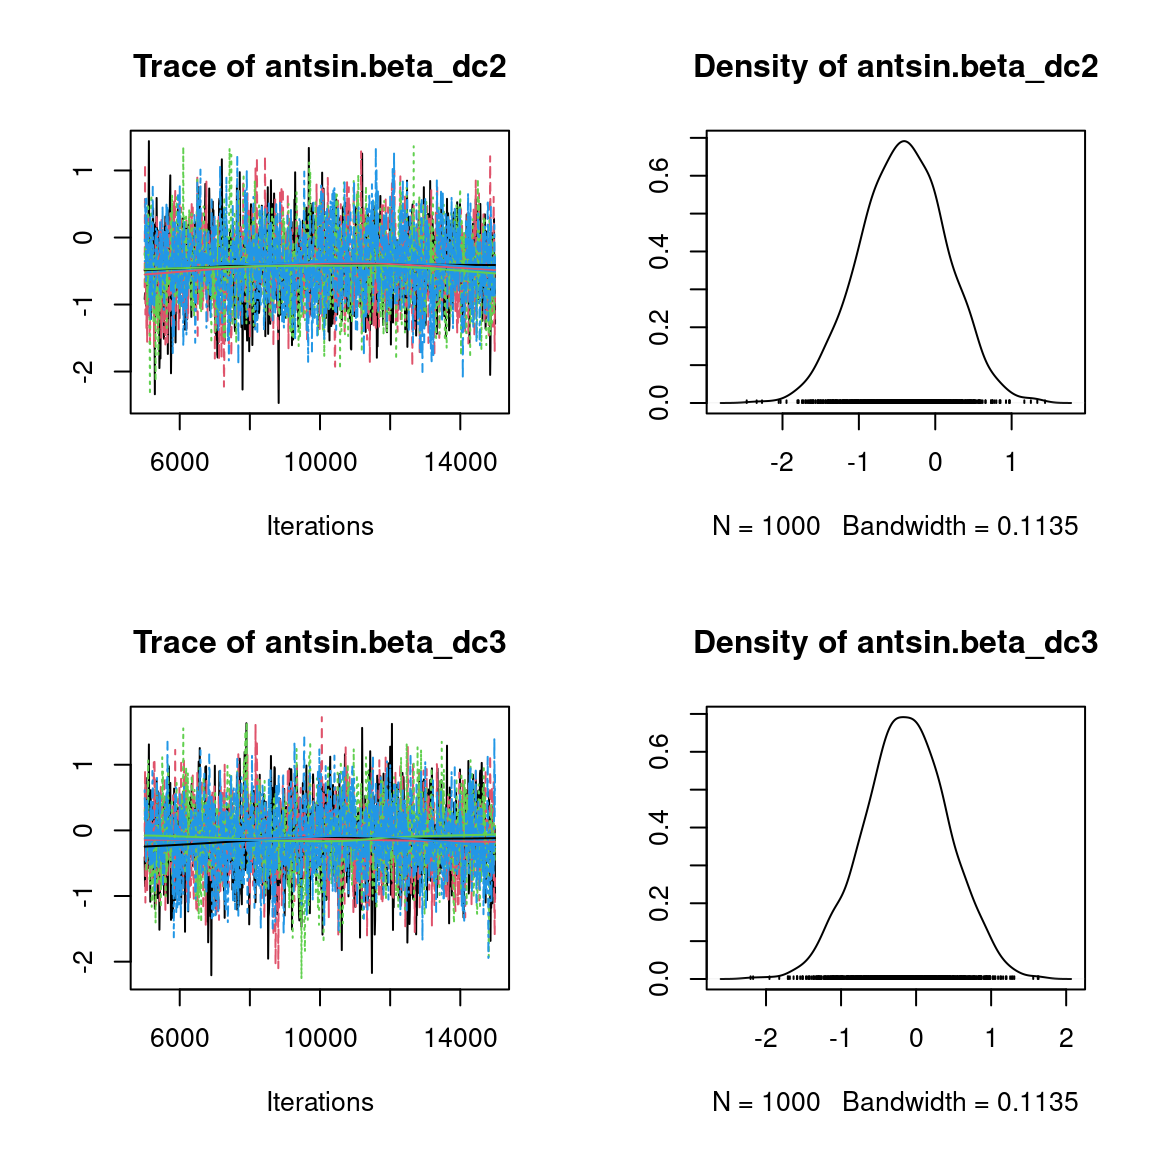 Trace of antsin.beta_dc2
1
0
-1
-2
6000 10000 14000
Iterations
Density of antsin.beta_dc2
0.6
0.4
0.2
0.0
-2 -1 0 1
N = 1000 Bandwidth = 0.1135
Trace of antsin.beta_dc3
1
0
-1
-2
6000 10000 14000
Iterations
Density of antsin.beta_dc3
0.6
0.4
0.2
0.0
-2 -1 0 1 2
N = 1000 Bandwidth = 0.1135